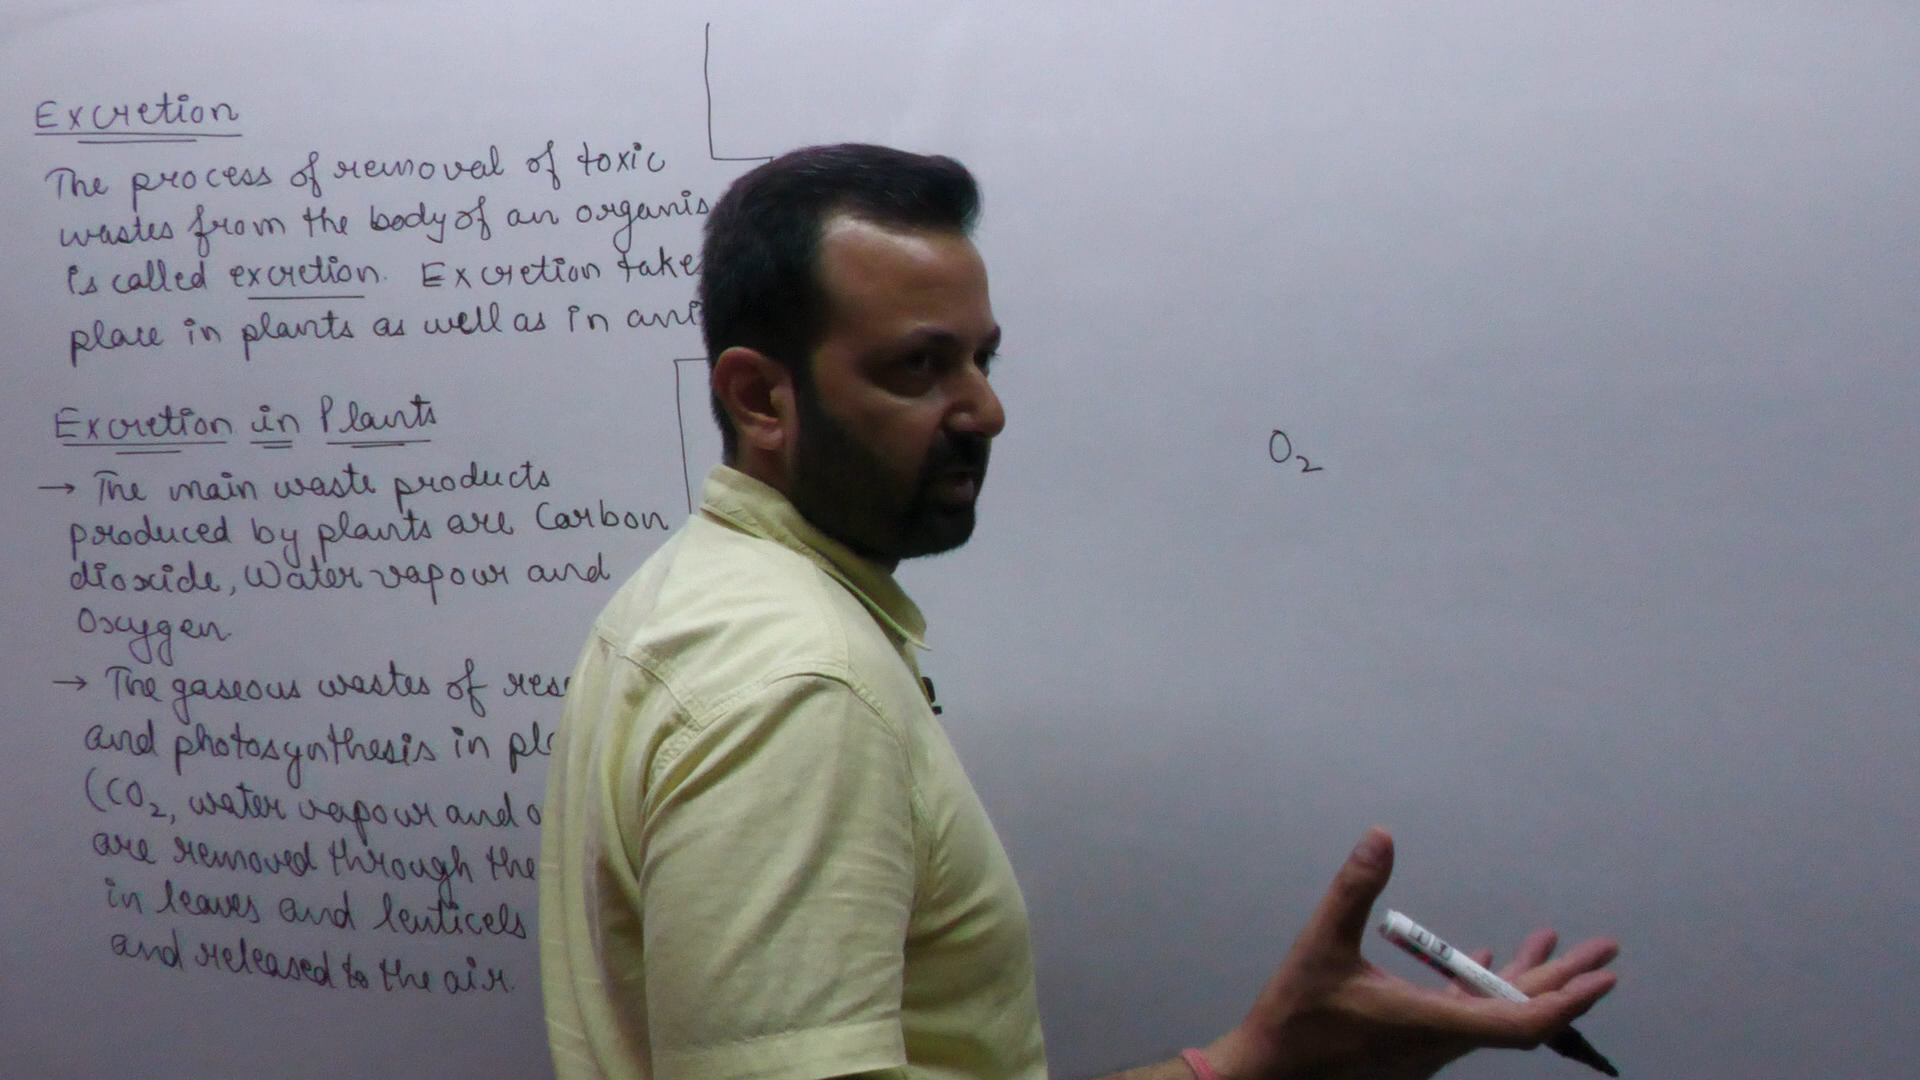 Excretion
The process of removal of toxic
wastes from the body of an organis
is called excretion. Excretion take
place in plants as well as in ani
Excretion in Plants
→ The main waste products
produced by plants are Carbon
dioxide, Water vapour and
Oxygen.
→ The gaseous wastes of res
and photosynthesis in pla
(CO₂, water vapour and o
are removed through the
in leaves and lenticels
and released to the air.
O₂